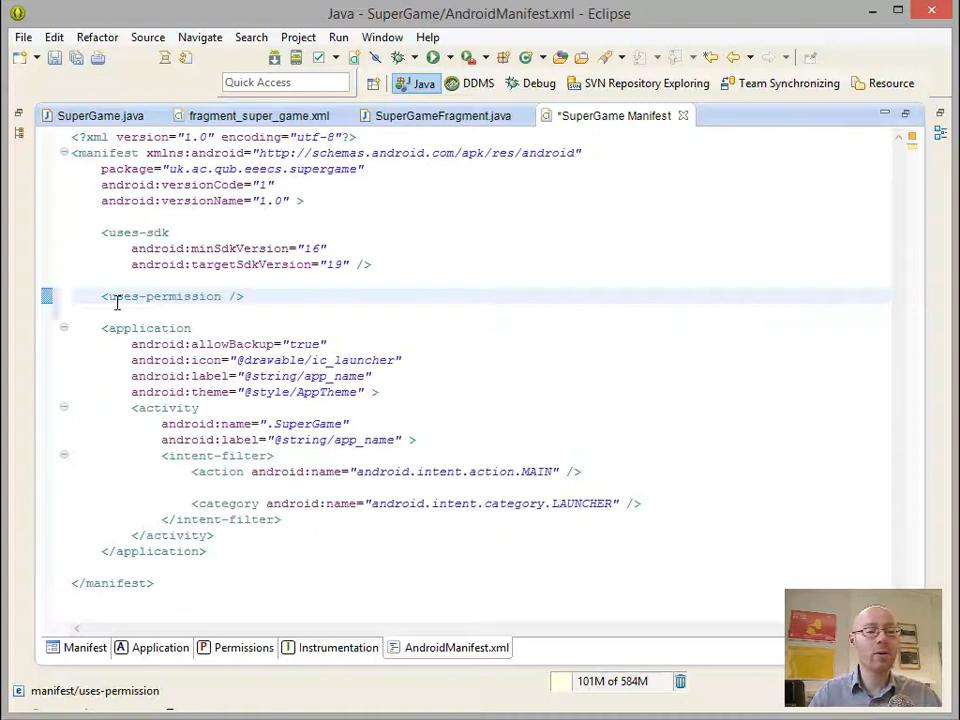 Java - SuperGame/AndroidManifest.xml - Eclipse
File Edit Refactor Source Navigate Search Project Run Window Help
Quick Access Java DDMS Debug SVN Repository Exploring Team Synchronizing Resource
SuperGame.java fragment_super_game.xml SuperGameFragment.java *SuperGame Manifest
<?xml version="1.0" encoding="utf-8"?>
<manifest xmlns:android="http://schemas.android.com/apk/res/android"
package="uk.ac.qub.eeecs.supergame"
android:versionCode="1"
android:versionName="1.0" >
<uses-sdk
android:minSdkVersion="16"
android:targetSdkVersion="19" />
<uses-permission />
<application
android:allowBackup="true"
android:icon="@drawable/ic_launcher"
android:label="@string/app_name"
android:theme="@style/AppTheme" >
<activity
android:name=".SuperGame"
android:label="@string/app_name" >
<intent-filter>
<action android:name="android.intent.action.MAIN" />
<category android:name="android.intent.category.LAUNCHER" />
</intent-filter>
</activity>
</application>
</manifest>
Manifest Application Permissions Instrumentation AndroidManifest.xml
101M of 584M
manifest/uses-permission